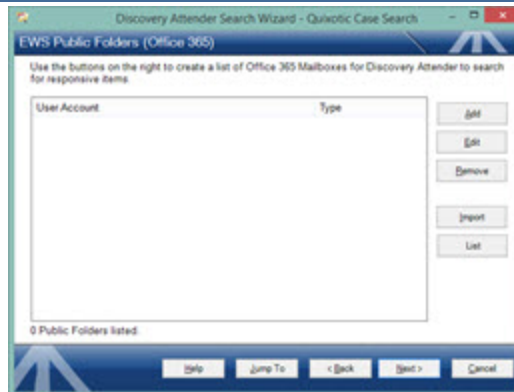 Discovery Attender Search Wizard - Quixotic Case Search
EWS Public Folders (Office 365)
Use the buttons on the right to create a list of Office 365 Mailboxes for Discovery Attender to search
for responsive items.
User Account Type
Add
Edit
Remove
Import
List
0 Public Folders listed.
Help Jump To < Back Next > Cancel